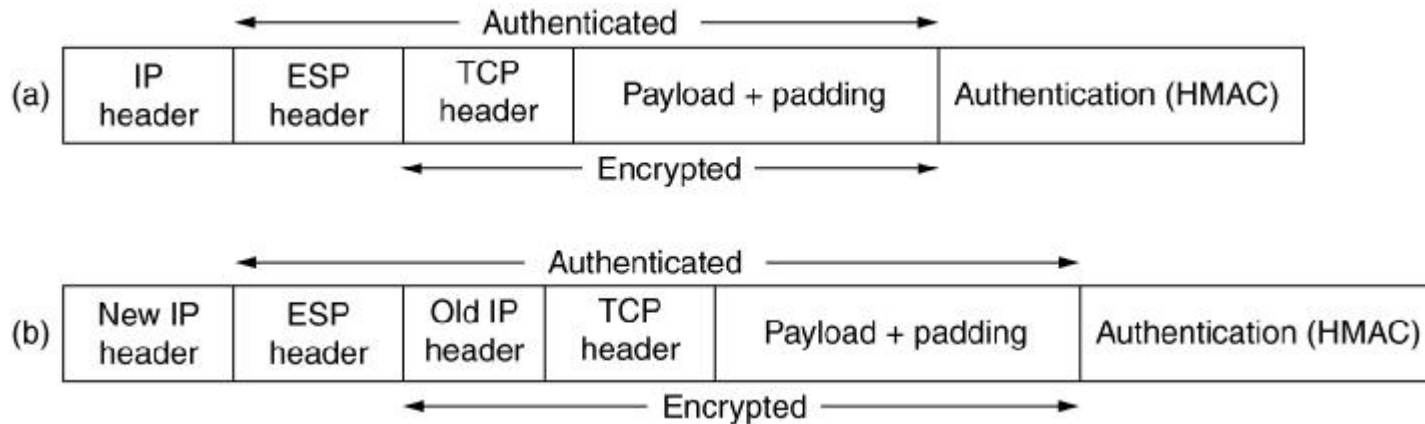 Authenticated
(a) IP header ESP header TCP header Payload + padding Authentication (HMAC)
Encrypted
Authenticated
(b) New IP header ESP header Old IP header TCP header Payload + padding Authentication (HMAC)
Encrypted